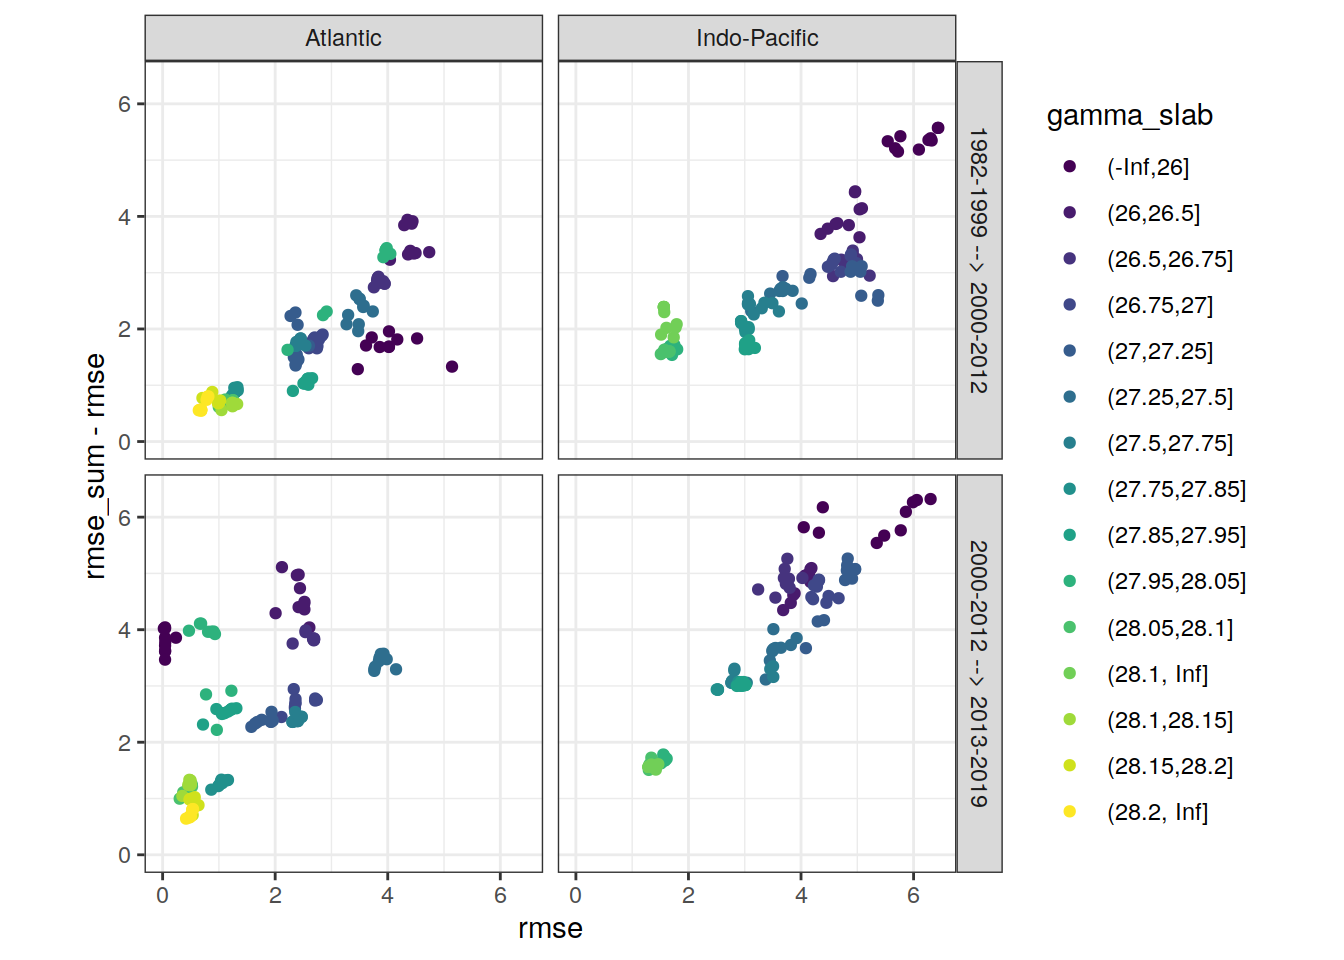 Atlantic
Indo-Pacific
6
4
2
0
1982-1999 --> 2000-2012
6
4
2
0
2000-2012 --> 2013-2019
0
2
4
6
0
2
4
6
rmse
rmse_sum - rmse
gamma_slab
(-Inf,26]
(26,26.5]
(26.5,26.75]
(26.75,27]
(27,27.25]
(27.25,27.5]
(27.5,27.75]
(27.75,27.85]
(27.85,27.95]
(27.95,28.05]
(28.05,28.1]
(28.1, Inf]
(28.1,28.15]
(28.15,28.2]
(28.2, Inf]